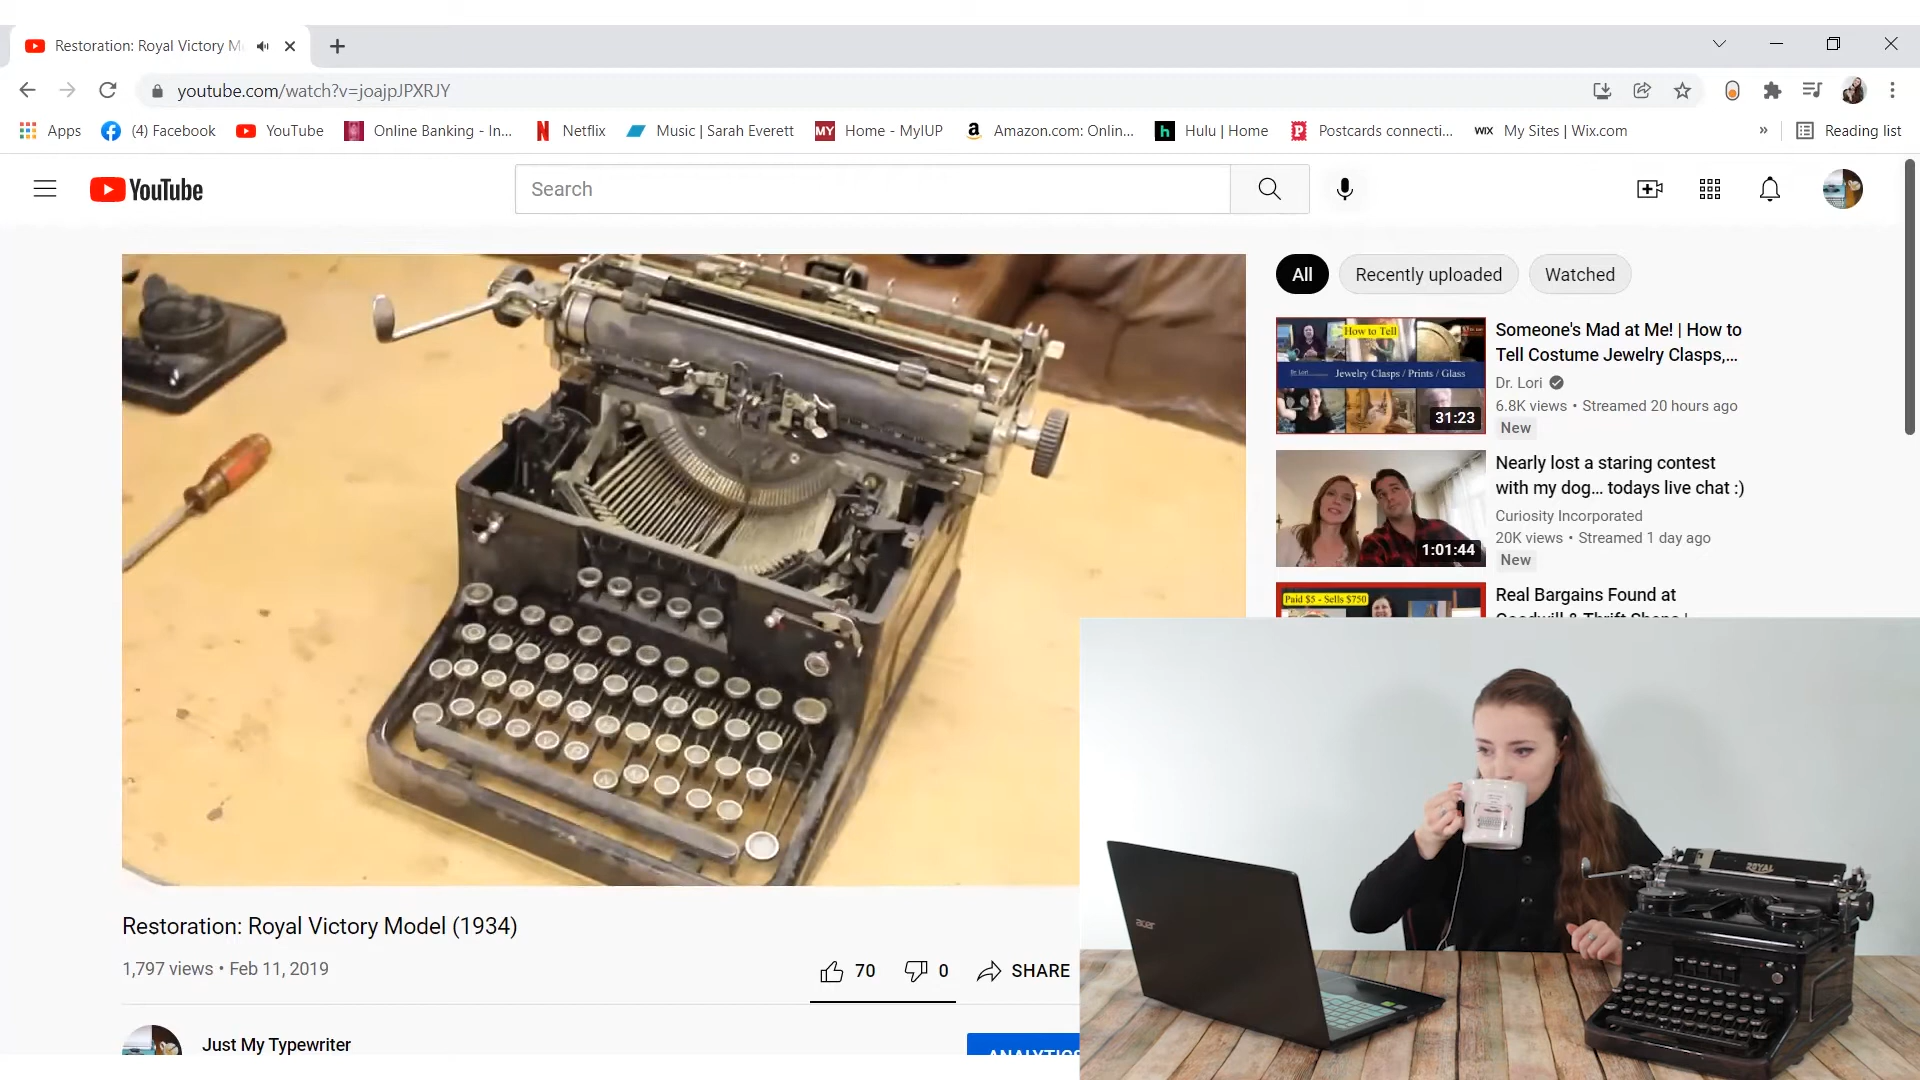 Restoration: Royal Victory M
youtube.com/watch?v=joajpJPXRJY
Apps
(4) Facebook
YouTube
Online Banking - In...
Netflix
Music | Sarah Everett
MY
Home - MyIUP
Amazon.com: Onlin...
Hulu | Home
Postcards connecti...
WIX
My Sites | Wix.com
»
Reading list
YouTube
Search
All
Recently uploaded
Watched
How to Tell
Jewelry Clasps / Prints / Glass
31:23
Someone's Mad at Me! | How to
Tell Costume Jewelry Clasps,...
Dr. Lori
6.8K views • Streamed 20 hours ago
New
1:01:44
Nearly lost a staring contest
with my dog... todays live chat :)
Curiosity Incorporated
20K views • Streamed 1 day ago
New
Paid $5 - Sells $750
Real Bargains Found at
Goodwill & Thrift Shops |
Restoration: Royal Victory Model (1934)
1,797 views • Feb 11, 2019
70
0
SHARE
Just My Typewriter
ANALYTICS
acer
ROYAL